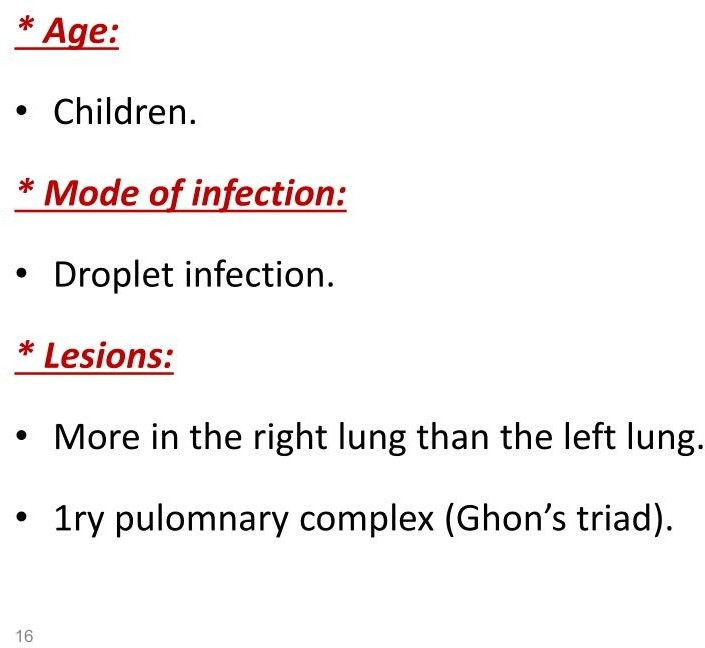 * Age:
• Children.
* Mode of infection:
• Droplet infection.
* Lesions:
• More in the right lung than the left lung.
• 1ry pulomnary complex (Ghon’s triad).
16